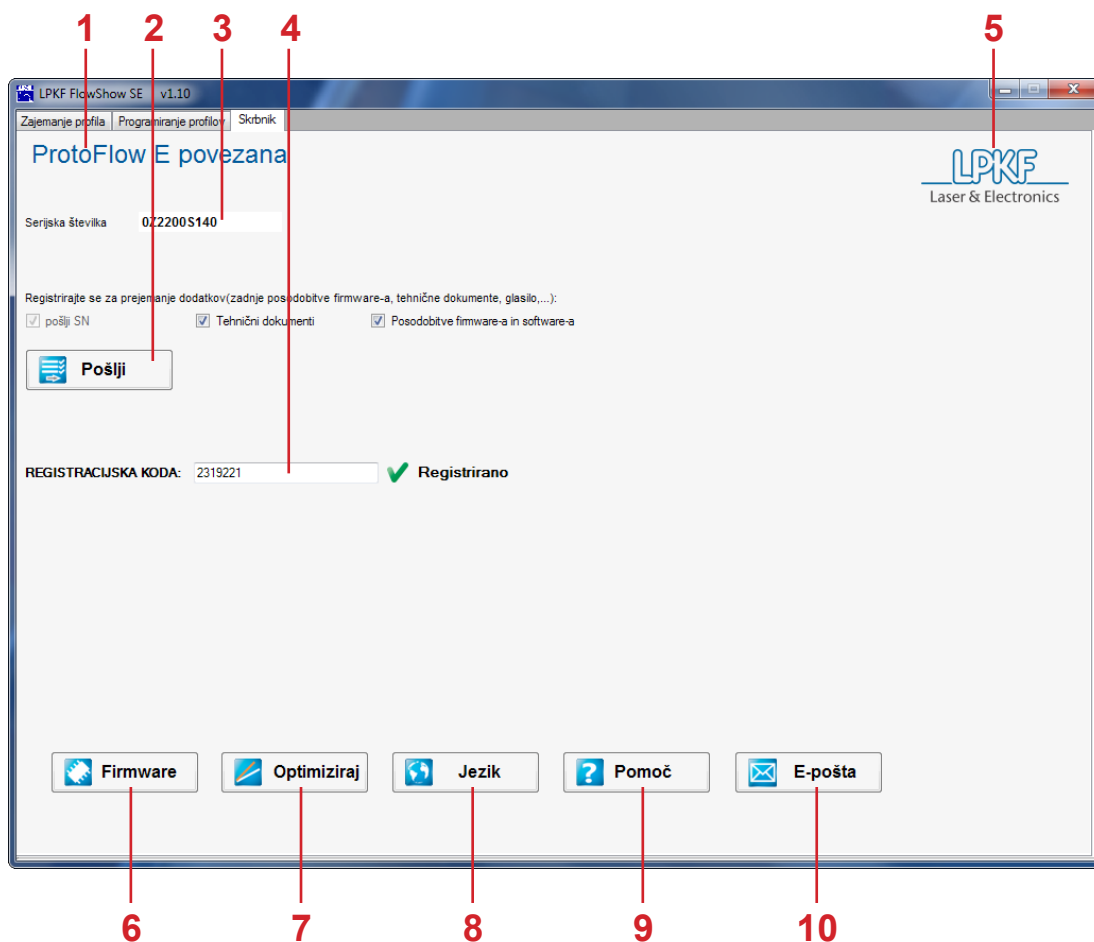 1 2 3 4 5
LPKF FlowShow SE v1.10
Zajemanje profila Programiranje profilov Skrbnik
ProtoFlow E povezana
LPKF
Laser & Electronics
Serijska številka 0Z2200S140
Registrirajte se za prejemanje dodatkov(zadnje posodobitve firmware-a, tehnične dokumente, glasilo,...):
pošlji SN Tehnični dokumenti Posodobitve firmware-a in software-a
Pošlji
REGISTRACIJSKA KODA: 2319221 Registrirano
Firmware Optimiziraj Jezik Pomoč E-pošta
6 7 8 9 10